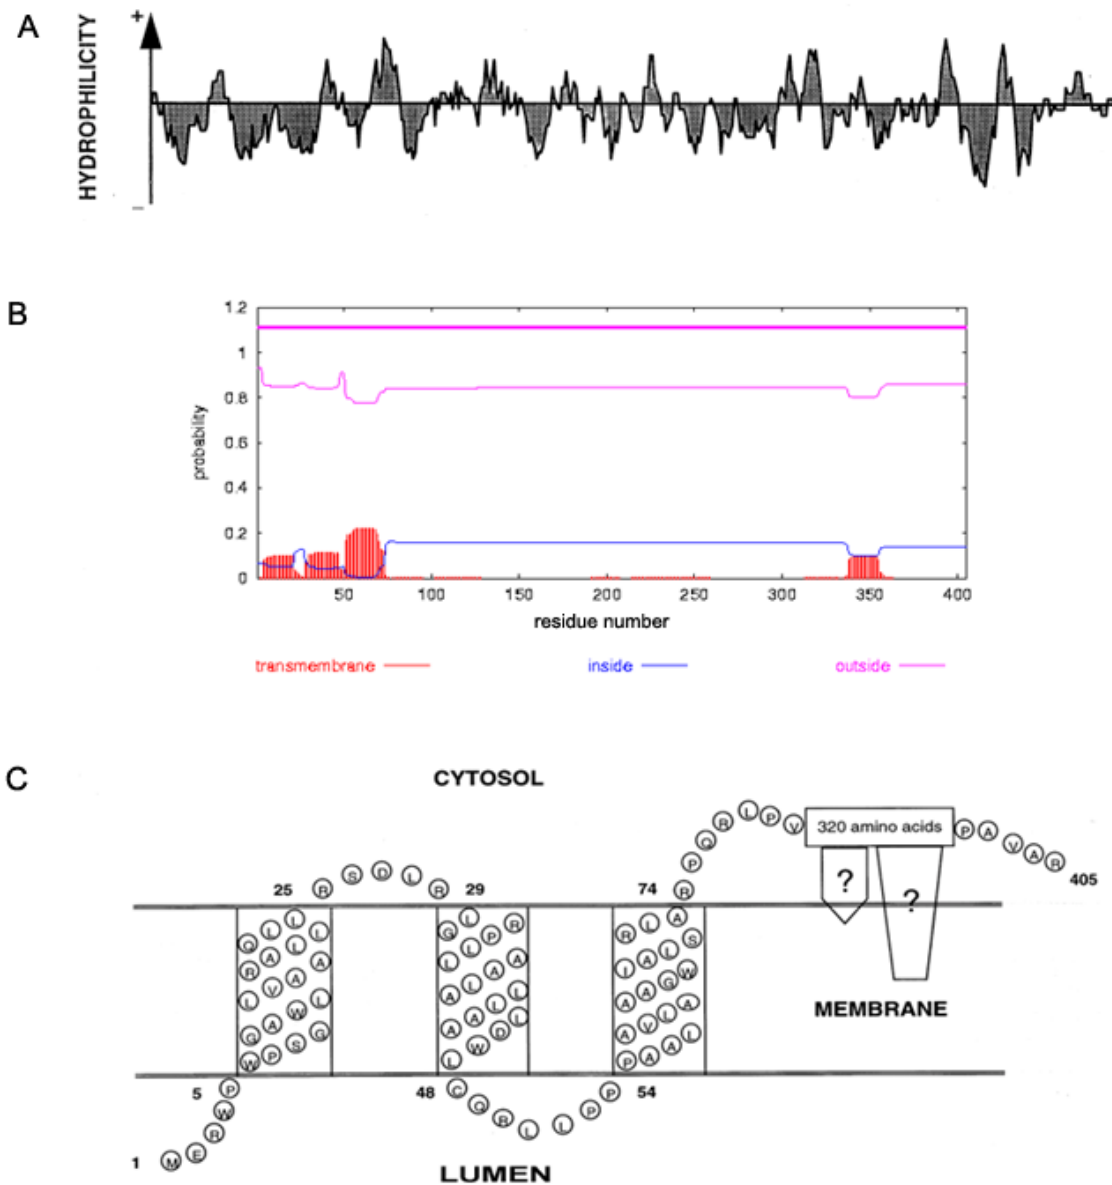 A
HYDROPHILICITY
+
–
B
1.2
1
0.8
0.6
0.4
0.2
0
probability
50 100 150 200 250 300 350 400
residue number
transmembrane
inside
outside
C
CYTOSOL
R S D L R
R P Q R L P V
320 amino acids
P A V A R
405
25
29
74
Q L L
R A L L
L V A A
G A W L
W P S G
G L
L L P R
A L A A
A A L L
L W D L
R L A
I A L S
A A G W
A V L A
P A A L
?
?
MEMBRANE
5
48
54
1
M E R W P
C Q R L L P P
LUMEN